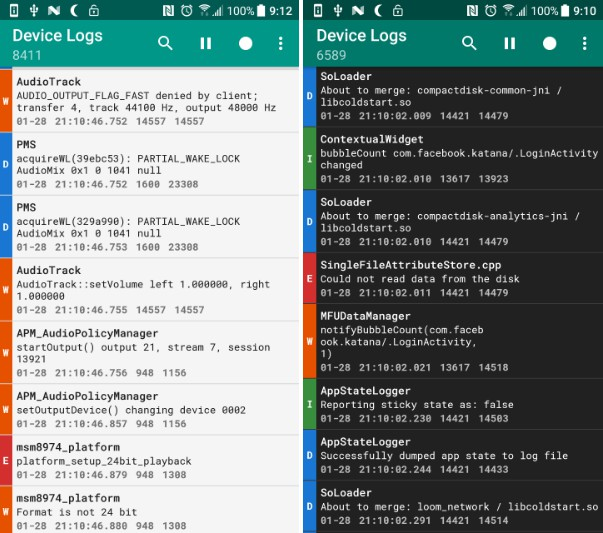 100% 9:12
Device Logs
8411
W
AudioTrack
AUDIO_OUTPUT_FLAG_FAST denied by client;
transfer 4, track 44100 Hz, output 48000 Hz
01-28 21:10:46.752 14557 14557
D
PMS
acquireWL(39ebc53): PARTIAL_WAKE_LOCK
AudioMix 0x1 0 1041 null
01-28 21:10:46.752 1600 23308
D
PMS
acquireWL(329a990): PARTIAL_WAKE_LOCK
AudioMix 0x1 0 1041 null
01-28 21:10:46.753 1600 23308
W
AudioTrack
AudioTrack::setVolume left 1.000000, right
1.000000
01-28 21:10:46.755 14557 14557
W
APM_AudioPolicyManager
startOutput() output 21, stream 7, session
13921
01-28 21:10:46.756 948 1156
W
APM_AudioPolicyManager
setOutputDevice() changing device 0002
01-28 21:10:46.857 948 1156
E
msm8974_platform
platform_setup_24bit_playback
01-28 21:10:46.879 948 1308
W
msm8974_platform
Format is not 24 bit
01-28 21:10:46.880 948 1308
100% 9:10
Device Logs
6589
D
SoLoader
About to merge: compactdisk-common-jni /
libcoldstart.so
01-28 21:10:02.009 14421 14479
I
ContextualWidget
bubbleCount com.facebook.katana/.LoginActivity
changed
01-28 21:10:02.010 13617 13923
D
SoLoader
About to merge: compactdisk-analytics-jni /
libcoldstart.so
01-28 21:10:02.010 14421 14479
E
SingleFileAttributeStore.cpp
Could not read data from the disk
01-28 21:10:02.011 14421 14479
W
MFUDataManager
notifyBubbleCount(com.faceb
ook.katana/.LoginActivity,
1)
01-28 21:10:02.021 13617 14518
I
AppStateLogger
Reporting sticky state as: false
01-28 21:10:02.230 14421 14503
D
AppStateLogger
Successfully dumped app state to log file
01-28 21:10:02.244 14421 14433
D
SoLoader
About to merge: loom_network / libcoldstart.so
01-28 21:10:02.291 14421 14514